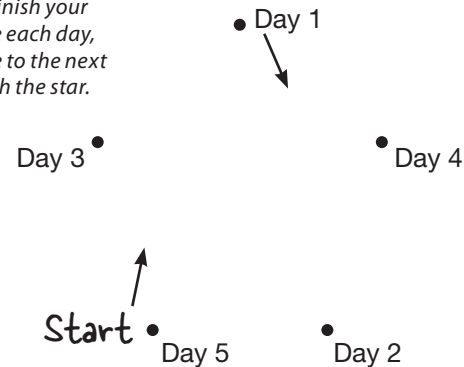 finish your
each day,
to the next
the star.
Day 1
Day 3
Day 4
Start
Day 5
Day 2